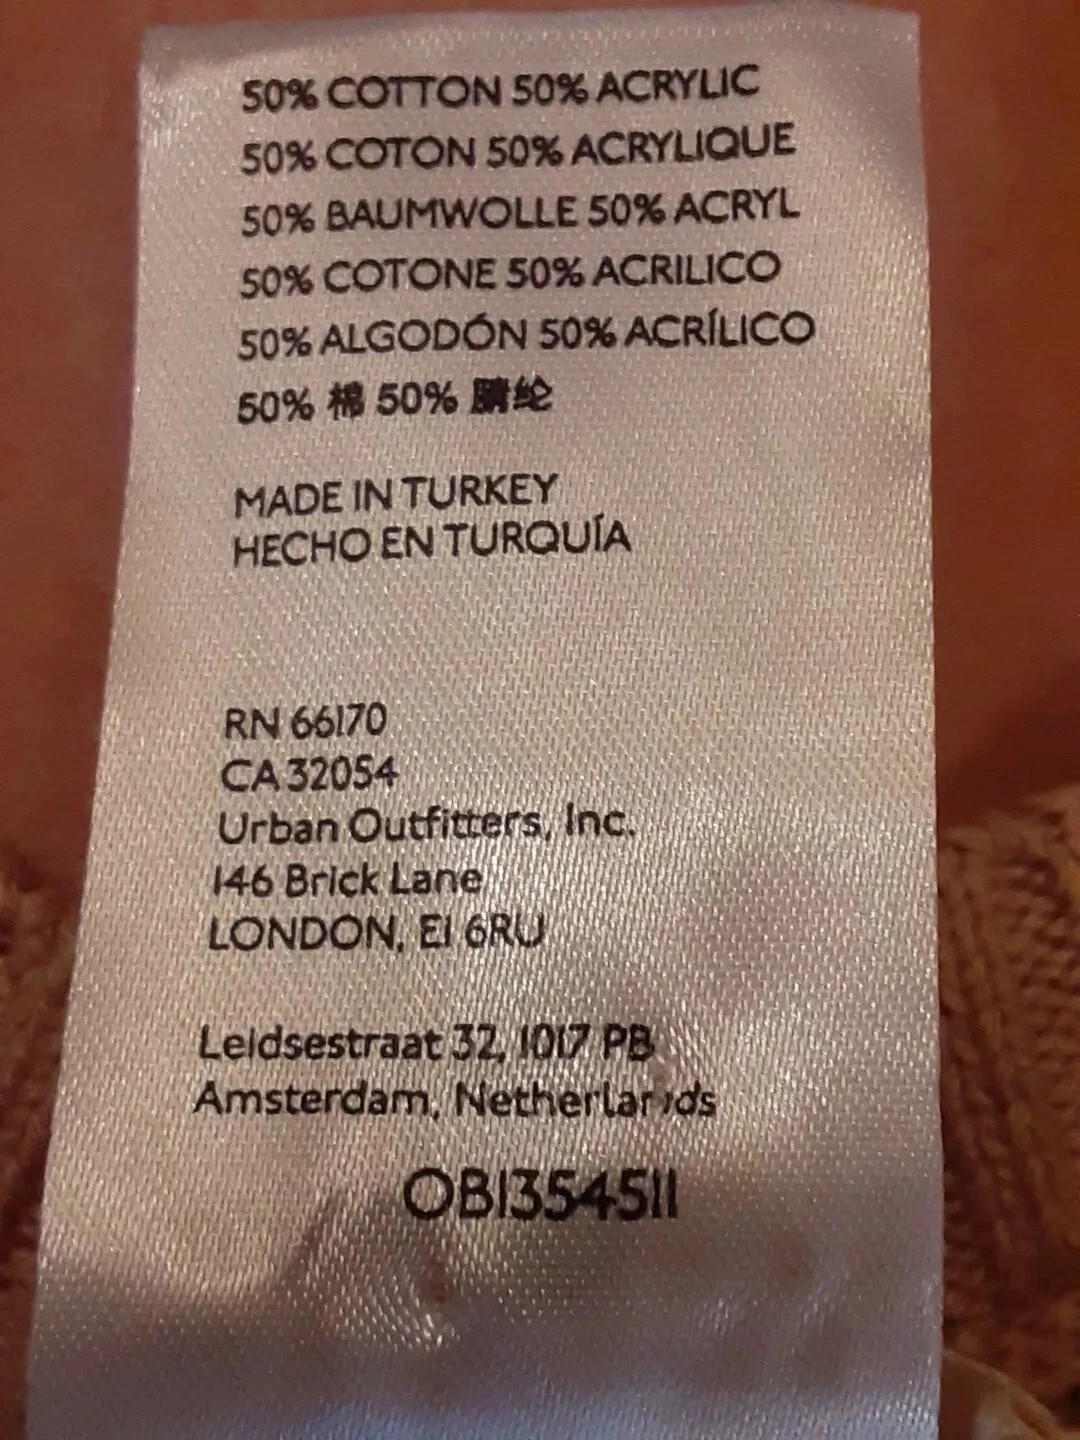 50% COTTON 50% ACRYLIC
50% COTON 50% ACRYLIQUE
50% BAUMWOLLE 50% ACRYL
50% COTONE 50% ACRILICO
50% ALGODÓN 50% ACRÍLICO
50% 棉 50% 腈纶
MADE IN TURKEY
HECHO EN TURQUÍA
RN 66170
CA 32054
Urban Outfitters, Inc.
146 Brick Lane
LONDON, E1 6RU
Leidsestraat 32, 1017 PB
Amsterdam, Netherlands
OB1354511